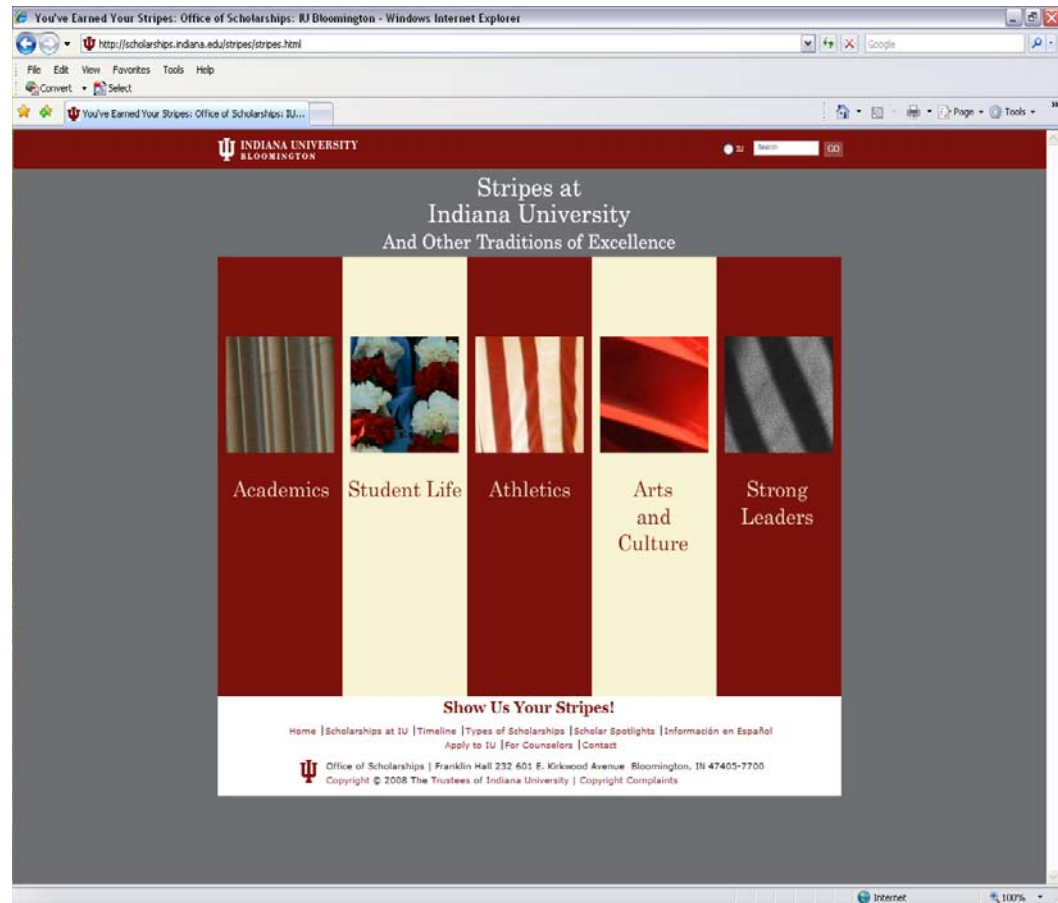 You've Earned Your Stripes: Office of Scholarships: IU Bloomington - Windows Internet Explorer
http://scholarships.indiana.edu/stripes/stripes.html
Google
File Edit View Favorites Tools Help
Convert Select
You've Earned Your Stripes: Office of Scholarships: IU...
Page Tools
INDIANA UNIVERSITY
BLOOMINGTON
IU Search GO
Stripes at
Indiana University
And Other Traditions of Excellence
Academics
Student Life
Athletics
Arts
and
Culture
Strong
Leaders
Show Us Your Stripes!
Home |Scholarships at IU |Timeline |Types of Scholarships |Scholar Spotlights |Información en Español
Apply to IU |For Counselors |Contact
Office of Scholarships | Franklin Hall 232 601 E. Kirkwood Avenue Bloomington, IN 47405-7700
Copyright © 2008 The Trustees of Indiana University | Copyright Complaints
Internet 100%